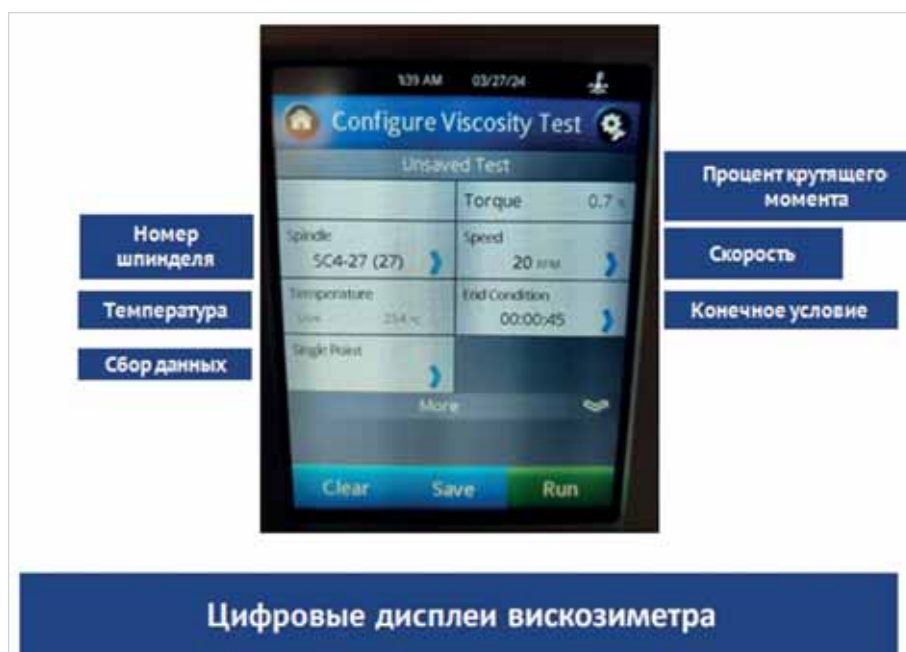 1:39 AM 03/27/24
Configure Viscosity Test
Unsaved Test
Процент крутящего
момента
Torque 0.7 %
Номер
шпинделя
Spindle
SC4-27 (27)
Speed
20 RPM
Скорость
Температура
Temperature
End Condition
00:00:45
Конечное условие
Сбор данных
Single Point
More
Clear Save Run
Цифровые дисплеи вискозиметра